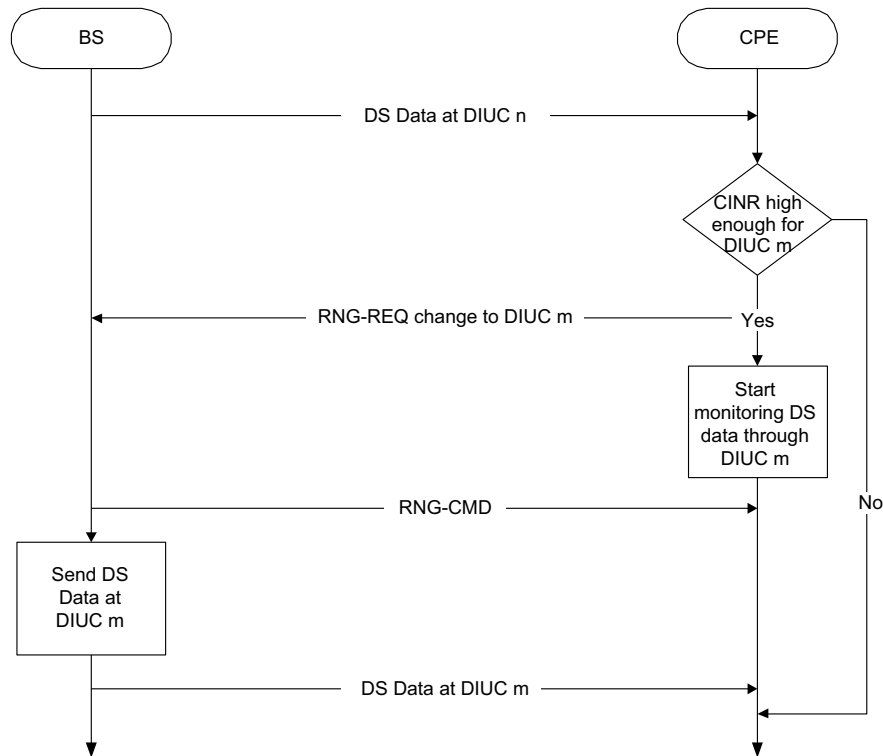 BS
CPE
DS Data at DIUC n
CINR high
enough for
DIUC m
RNG-REQ change to DIUC m
Yes
Start
monitoring DS
data through
DIUC m
No
RNG-CMD
Send DS
Data at
DIUC m
DS Data at DIUC m